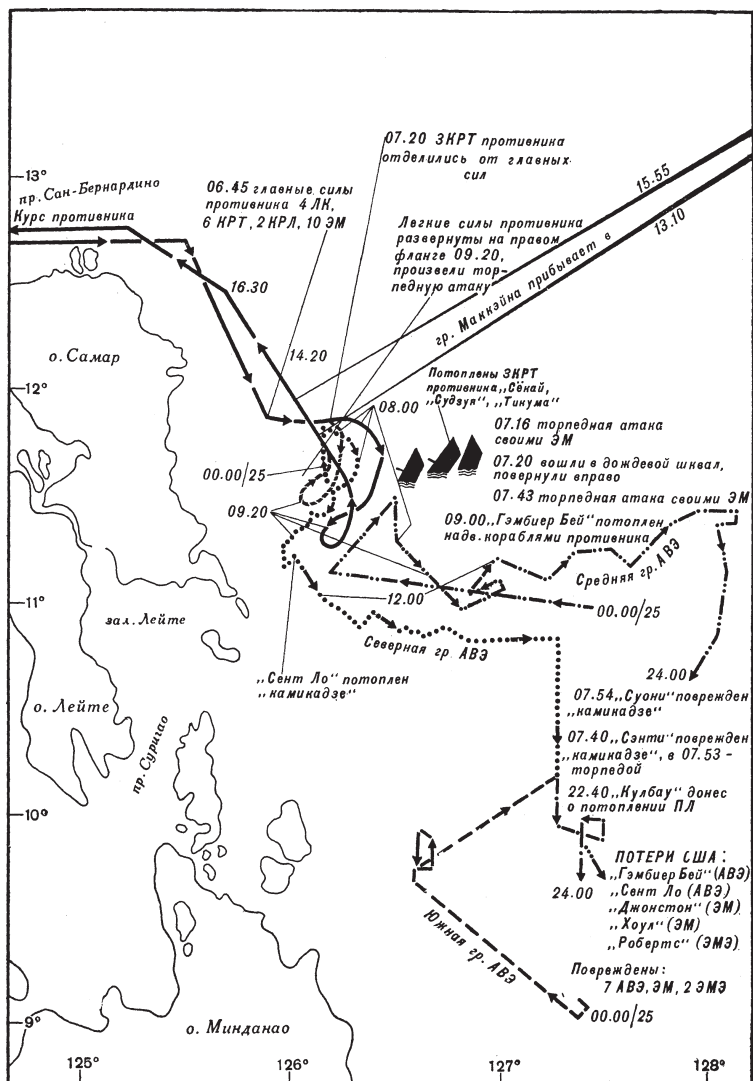 07.20 3КРТ противника
отделились от главных
сил
13°
пр. Сан-Бернардино
Курс противника
06.45 главные силы
противника 4 ЛК,
6 КРТ, 2 КРЛ, 10 ЭМ
15.55
13.10
гр. Маккэйна прибывает в
Легкие силы противника
развернуты на правом
фланге 09.20,
произвели тор-
педную атаку
16.30
14.20
о. Самар
12°
Потоплены 3КРТ
противника „Сёкай,
„Судзуя“, „Тикума“
08.00
07.16 торпедная атака
своими ЭМ
07.20 вошли в дождевой шквал,
повернули вправо
07.43 торпедная атака своими ЭМ
00.00/25
09.20
09.00 „Гэмбиер Бей“ потоплен
надв. кораблями противника
Средняя гр. АВЭ
12.00
00.00/25
11°
зал. Лейте
Северная гр. АВЭ
„Сент Ло“ потоплен
„камикадзе“
24.00
о. Лейте
07.54 „Суони“ поврежден
„камикадзе“
пр. Суригао
07.40 „Сэнти“ поврежден
„камикадзе“, в 07.53 -
торпедой
22.40 „Кулбау“ донес
о потоплении ПЛ
10°
ПОТЕРИ США:
„Гэмбиер Бей“ (АВЭ)
„Сент Ло (АВЭ)
„Джонстон“ (ЭМ)
„Хоул“ (ЭМ)
„Робертс“ (ЭМЭ)
24.00
Южная гр. АВЭ
Повреждены:
7 АВЭ, ЭМ, 2 ЭМЭ
00.00/25
9°
о. Минданао
125°
126°
127°
128°